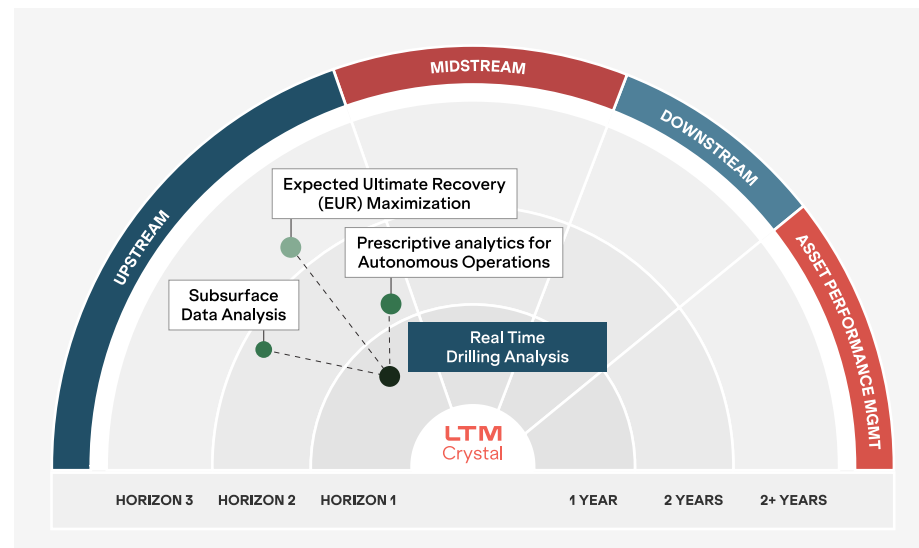 MIDSTREAM
DOWNSTREAM
UPSTREAM
ASSET PERFORMANCE MGMT
Expected Ultimate Recovery
(EUR) Maximization
Prescriptive analytics for
Autonomous Operations
Subsurface
Data Analysis
Real Time
Drilling Analysis
LTM
Crystal
HORIZON 3 HORIZON 2 HORIZON 1 1 YEAR 2 YEARS 2+ YEARS